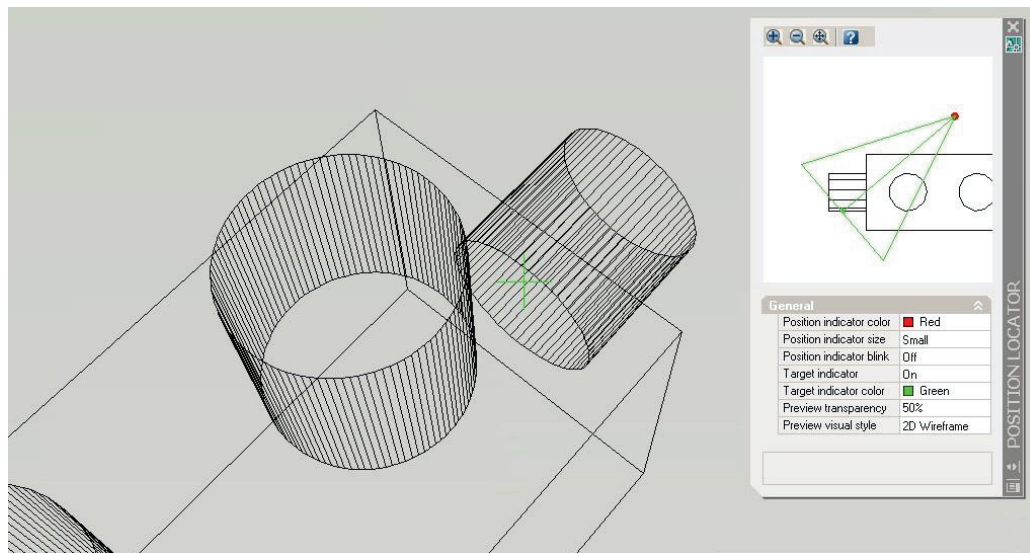 General
Position indicator color Red
Position indicator size Small
Position indicator blink Off
Target indicator On
Target indicator color Green
Preview transparency 50%
Preview visual style 2D Wireframe
POSITION LOCATOR